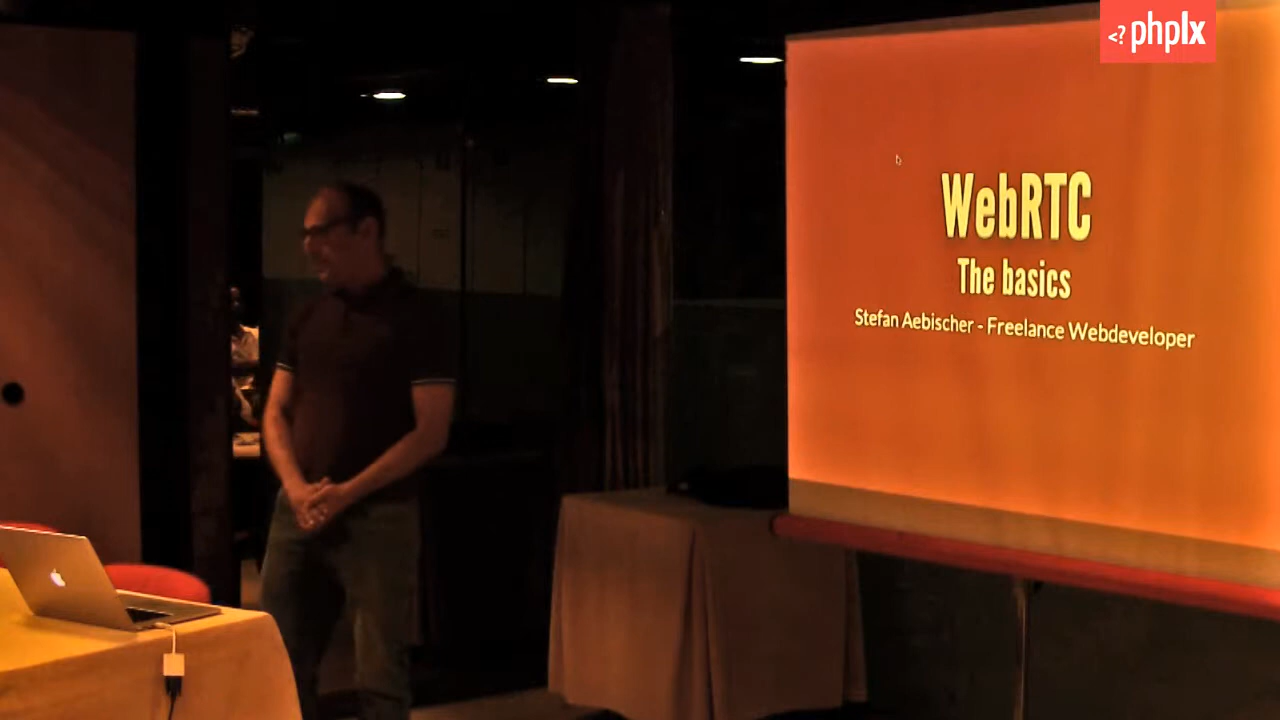 <? phplx
WebRTC
The basics
Stefan Aebischer - Freelance Webdeveloper